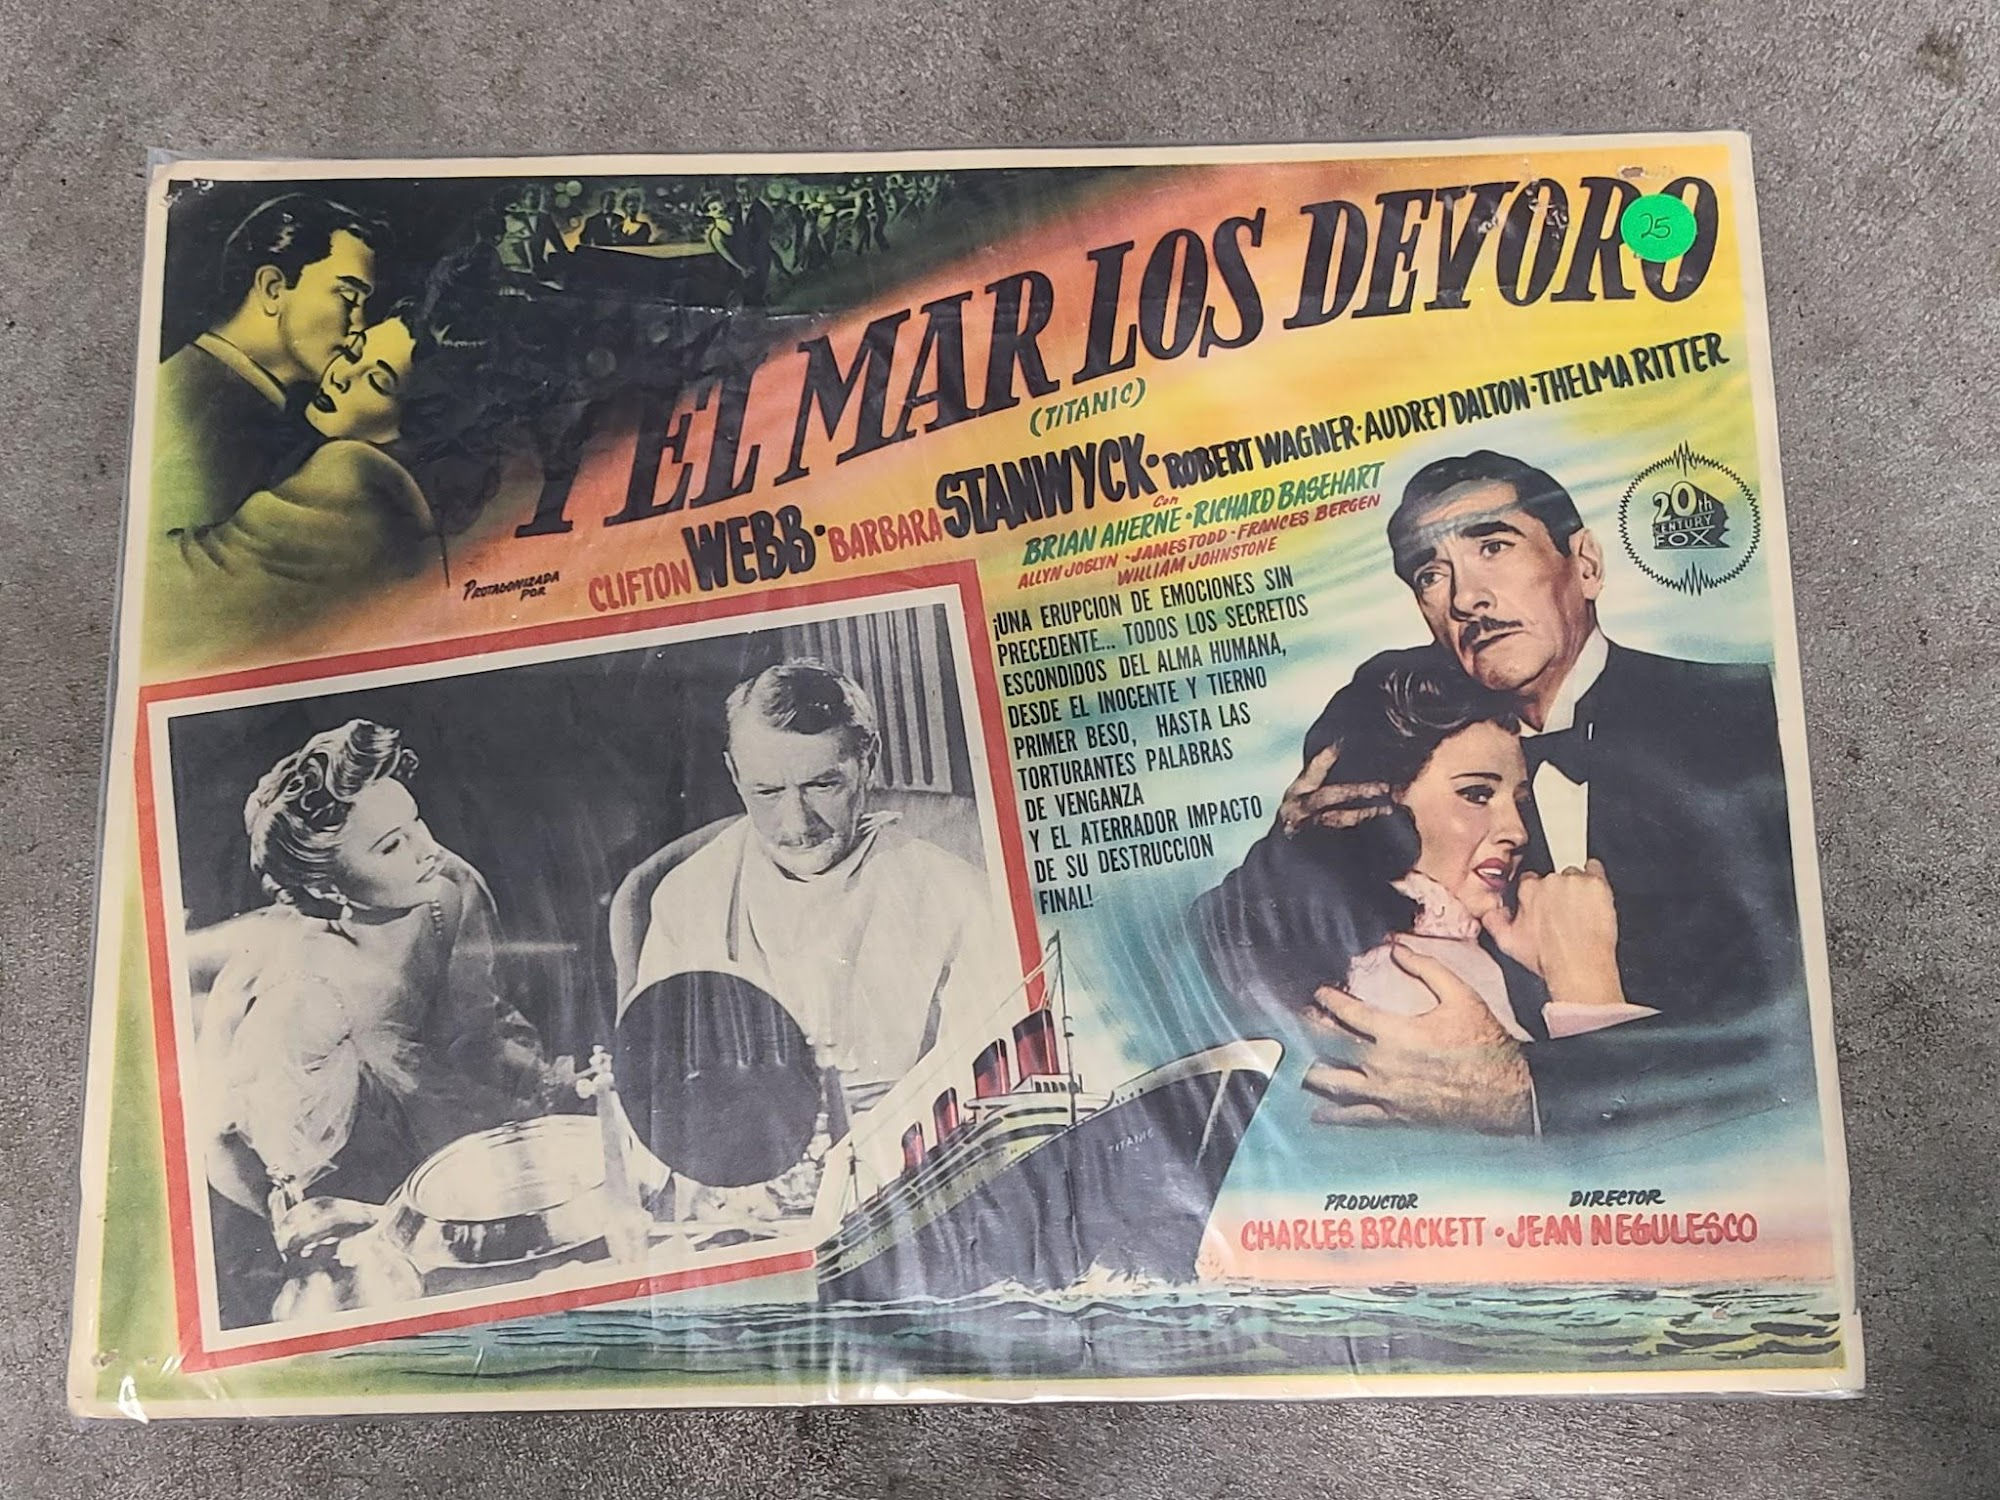 Y EL MAR LOS DEVORO
25
(TITANIC)
PROTAGONIZADA
POR
CLIFTON WEBB · BARBARA STANWYCK · ROBERT WAGNER · AUDREY DALTON · THELMA RITTER
Con
BRIAN AHERNE · RICHARD BASEHART
ALLYN JOSLYN · JAMES TODD · FRANCES BERGEN
WILLIAM JOHNSTONE
20th
CENTURY
FOX
¡UNA ERUPCION DE EMOCIONES SIN
PRECEDENTE... TODOS LOS SECRETOS
ESCONDIDOS DEL ALMA HUMANA,
DESDE EL INOCENTE Y TIERNO
PRIMER BESO, HASTA LAS
TORTURANTES PALABRAS
DE VENGANZA
Y EL ATERRADOR IMPACTO
DE SU DESTRUCCION
FINAL!
TITANIC
PRODUCTOR DIRECTOR
CHARLES BRACKETT · JEAN NEGULESCO